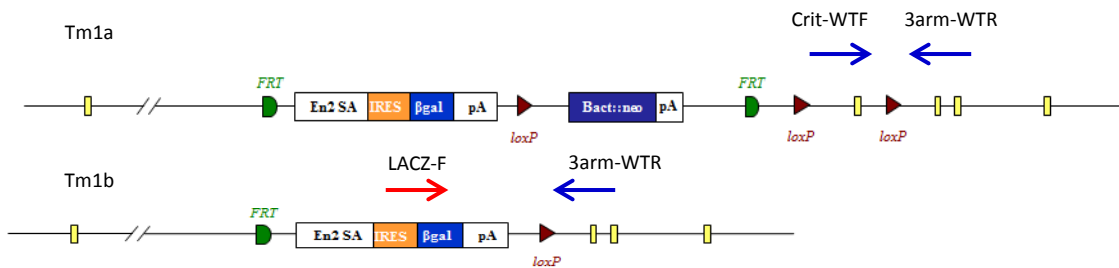 Crit-WTF 3arm-WTR
Tm1a
FRT FRT
En2 SA IRES βgal pA Bact::neo pA
loxP loxP loxP
LACZ-F 3arm-WTR
Tm1b
FRT
En2 SA IRES βgal pA
loxP